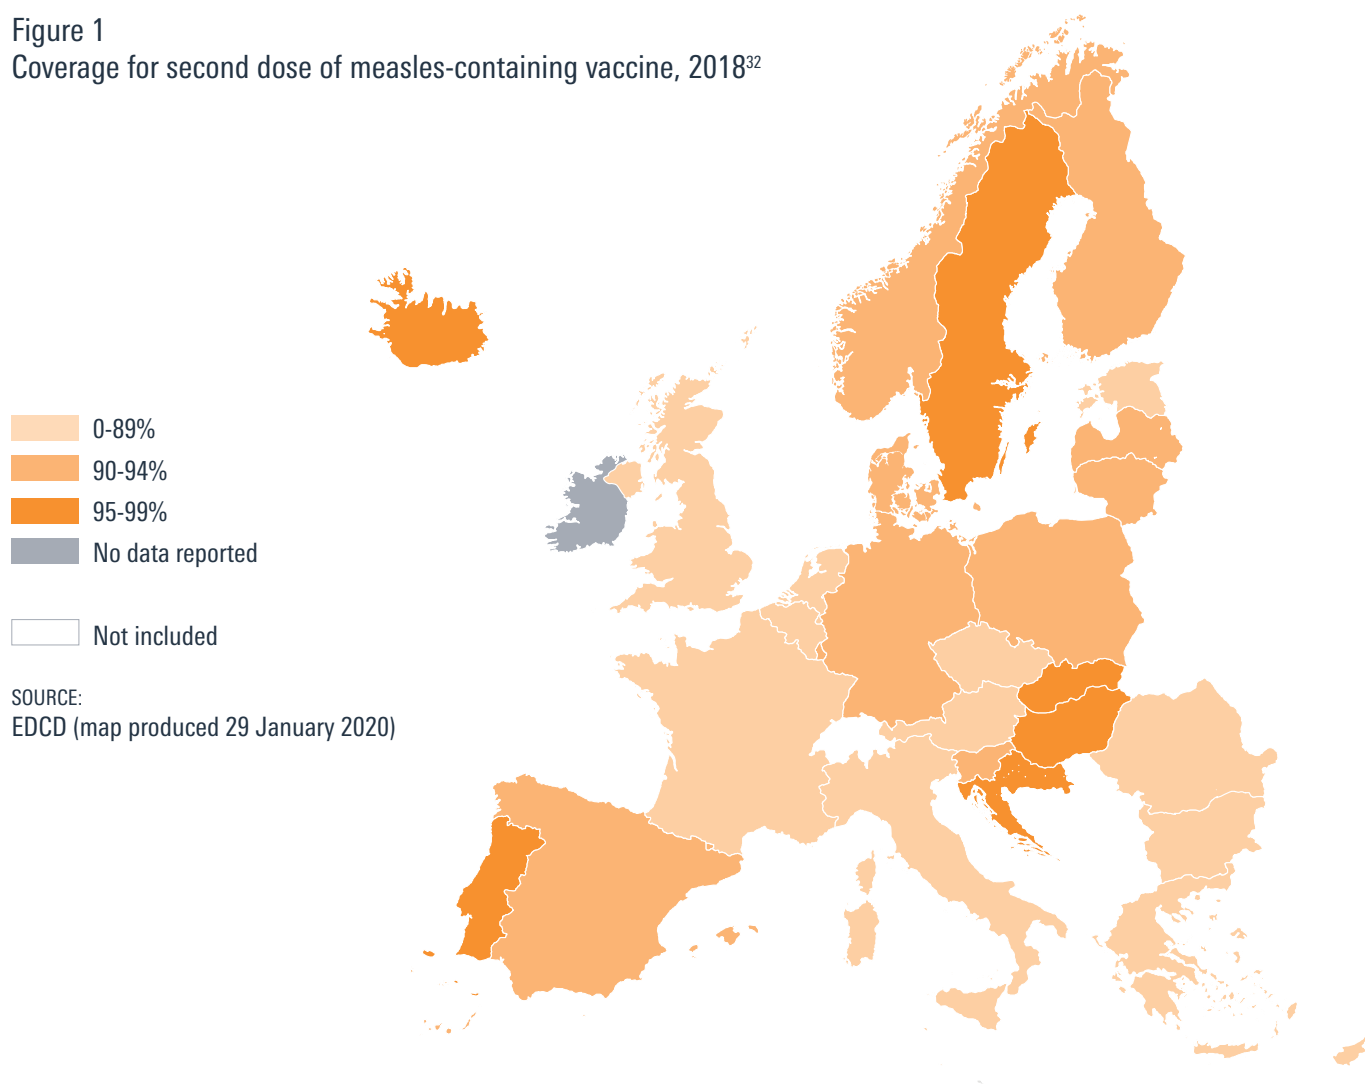 Figure 1
Coverage for second dose of measles-containing vaccine, 2018³²
0-89%
90-94%
95-99%
No data reported
Not included
SOURCE:
EDCD (map produced 29 January 2020)